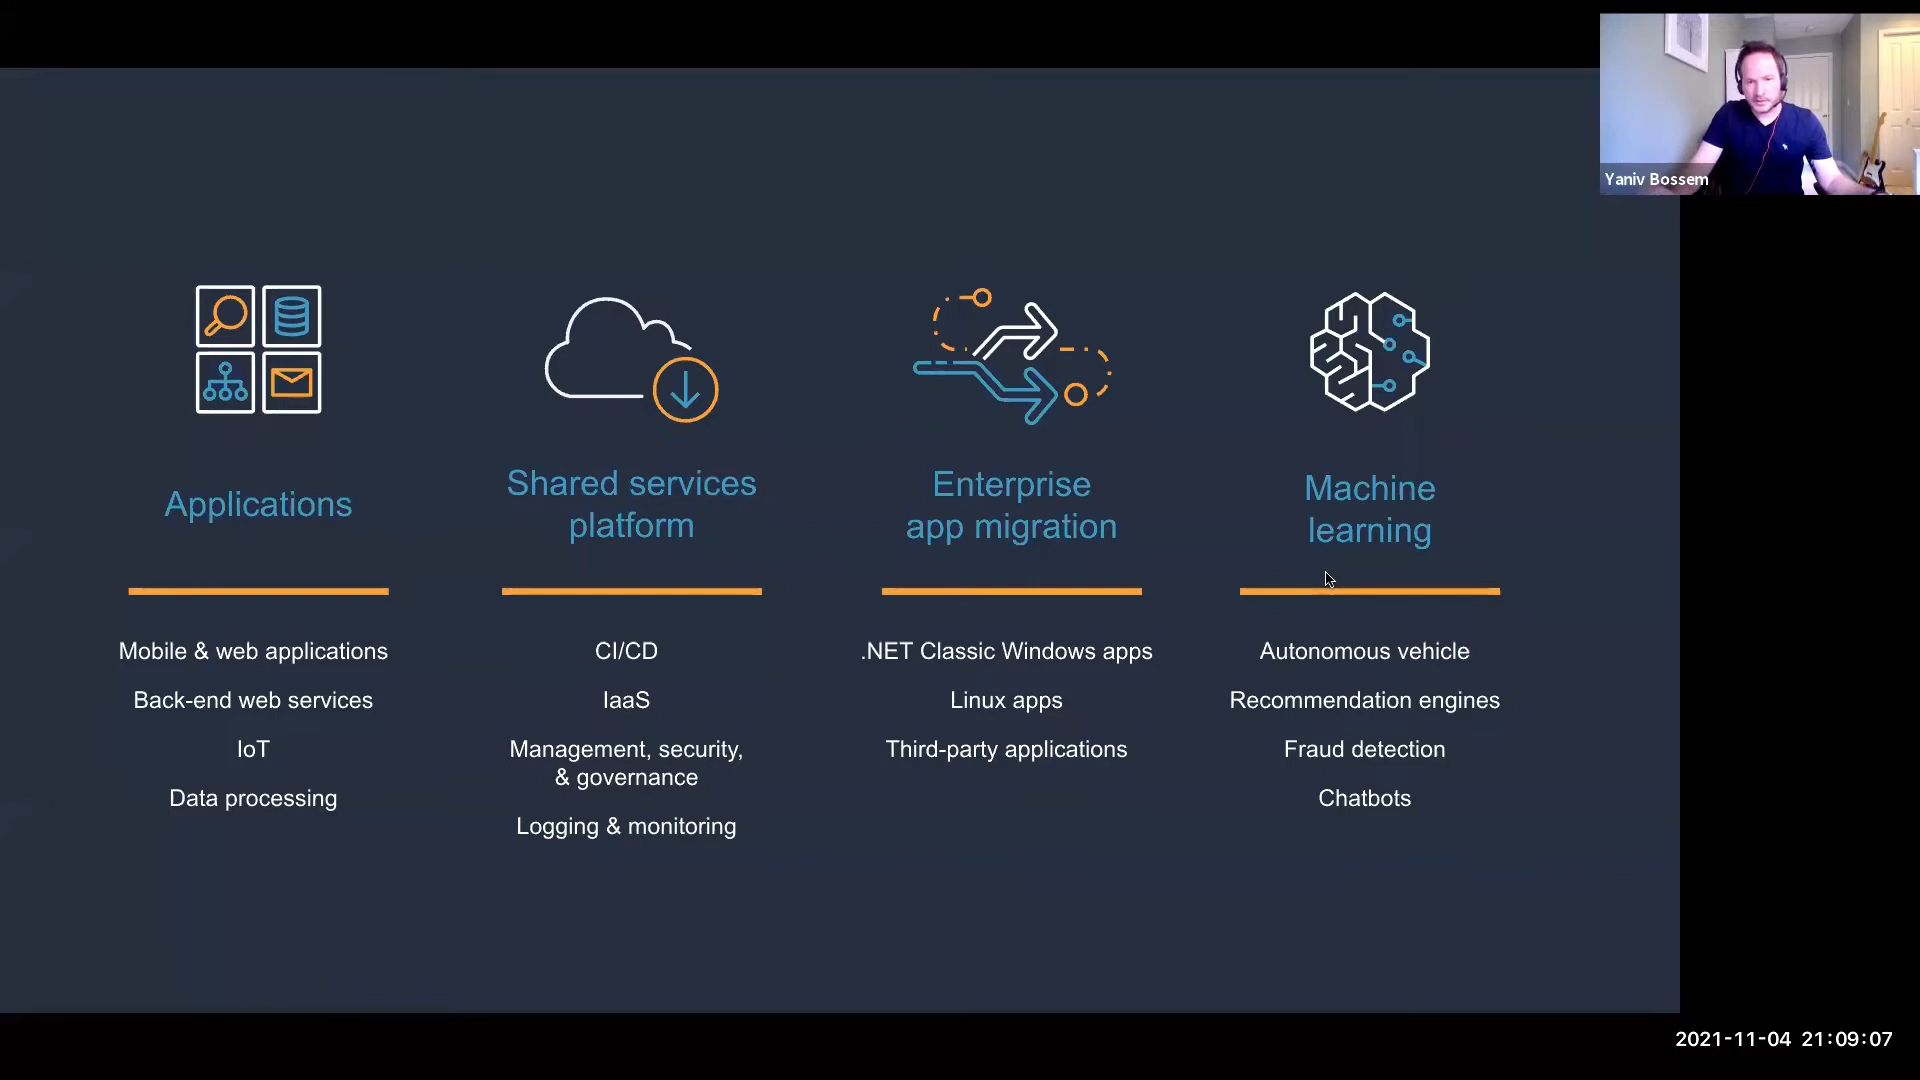 Yaniv Bossem
Applications
Mobile & web applications
Back-end web services
IoT
Data processing
Shared services
platform
CI/CD
IaaS
Management, security,
& governance
Logging & monitoring
Enterprise
app migration
.NET Classic Windows apps
Linux apps
Third-party applications
Machine
learning
Autonomous vehicle
Recommendation engines
Fraud detection
Chatbots
2021-11-04 21:09:07